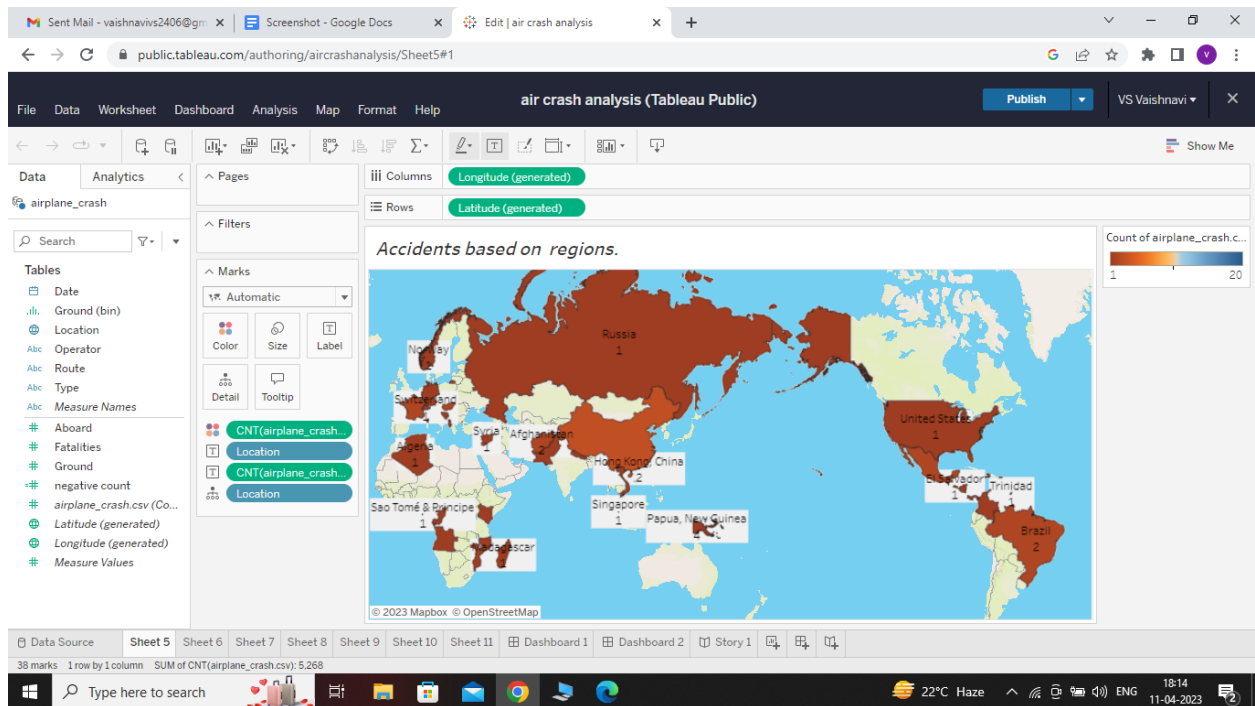 Sent Mail - vaishnavivs2406@gm
Screenshot - Google Docs
Edit | air crash analysis
public.tableau.com/authoring/aircrashanalysis/Sheet5#1
air crash analysis (Tableau Public)
File Data Worksheet Dashboard Analysis Map Format Help
Publish
VS Vaishnavi
Show Me
Data Analytics
airplane_crash
Search
Tables
Date
Ground (bin)
Location
Abc Operator
Abc Route
Abc Type
Abc Measure Names
# Aboard
# Fatalities
# Ground
=# negative count
# airplane_crash.csv (Co...
Latitude (generated)
Longitude (generated)
# Measure Values
Pages
Filters
Marks
Automatic
Color Size Label
Detail Tooltip
CNT(airplane_crash...
Location
CNT(airplane_crash...
Location
iii Columns Longitude (generated)
Rows Latitude (generated)
Accidents based on regions.
Russia
1
Norway
Switzerland
Algeria
1
Syria
1
Afghanistan
2
Hong Kong, China
2
Sao Tomé & Principe
1
Singapore
1
Papua, New Guinea
4
Madagascar
1
United States
1
El Salvador
1
Trinidad
1
Brazil
2
© 2023 Mapbox © OpenStreetMap
Count of airplane_crash.c...
1 20
Data Source Sheet 5 Sheet 6 Sheet 7 Sheet 8 Sheet 9 Sheet 10 Sheet 11 Dashboard 1 Dashboard 2 Story 1
38 marks 1 row by 1 column SUM of CNT(airplane_crash.csv): 5,268
Type here to search
22°C Haze
ENG
18:14
11-04-2023
2